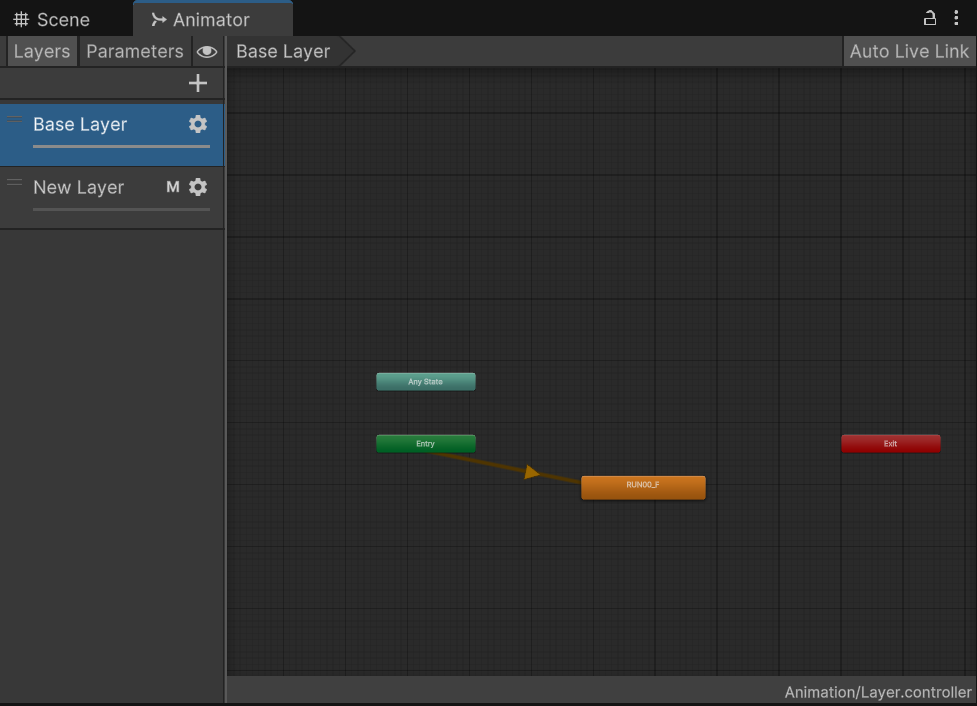 Scene
Animator
Layers
Parameters
Base Layer
Auto Live Link
Base Layer
New Layer
M
Any State
Entry
Exit
RUN00_F
Animation/Layer.controller